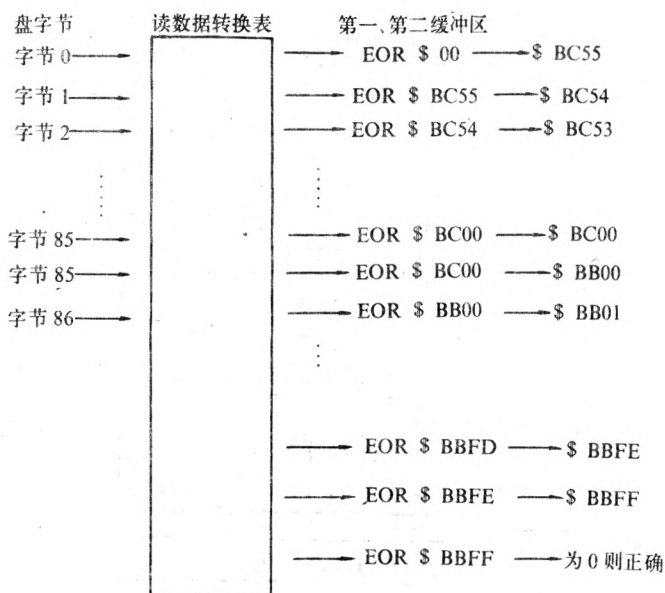 盘字节 读数据转换表 第一、第二缓冲区
字节 0 EOR $ 00 $ BC55
字节 1 EOR $ BC55 $ BC54
字节 2 EOR $ BC54 $ BC53
字节 85 EOR $ BC00 $ BC00
字节 85 EOR $ BC00 $ BB00
字节 86 EOR $ BB00 $ BB01
EOR $ BBFD $ BBFE
EOR $ BBFE $ BBFF
EOR $ BBFF 为 0 则正确